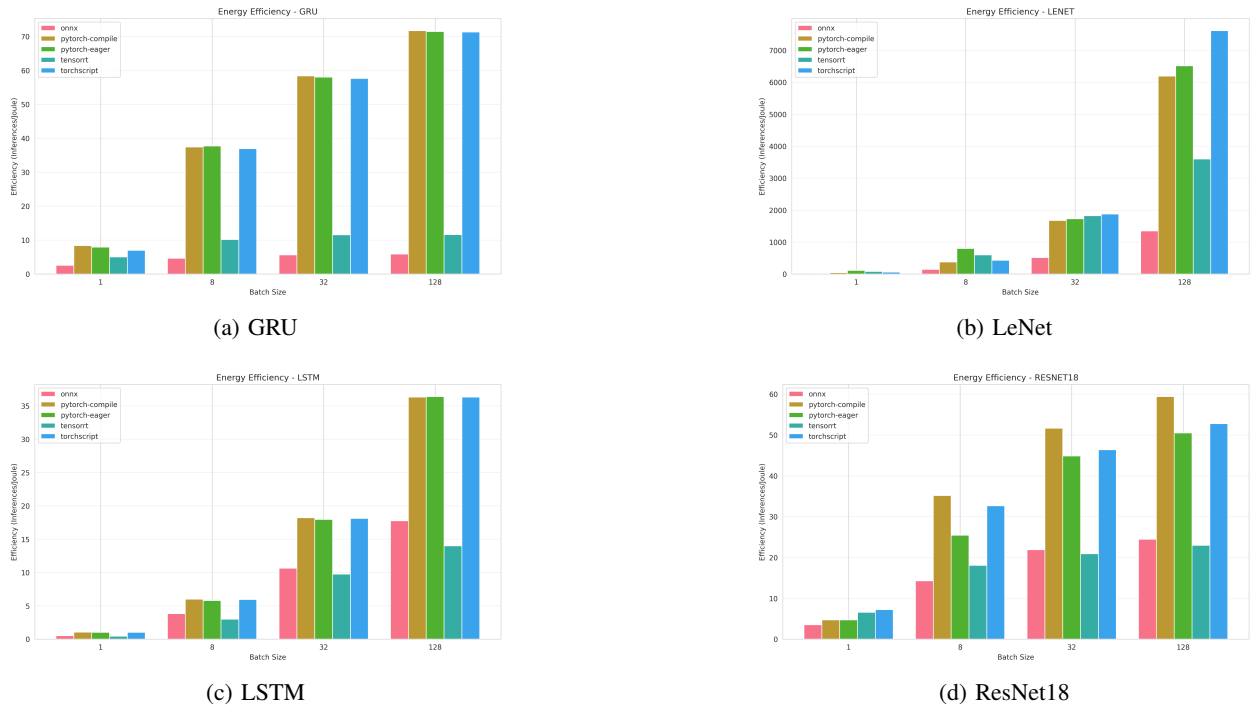 Energy Efficiency - GRU
onnx
pytorch-compile
pytorch-eager
tensorrt
torchscript
Efficiency (Inferences/Joule)
70
60
50
40
30
20
10
0
1 8 32 128
Batch Size
(a) GRU
Energy Efficiency - LENET
onnx
pytorch-compile
pytorch-eager
tensorrt
torchscript
Efficiency (Inferences/Joule)
7000
6000
5000
4000
3000
2000
1000
0
1 8 32 128
Batch Size
(b) LeNet
Energy Efficiency - LSTM
onnx
pytorch-compile
pytorch-eager
tensorrt
torchscript
Efficiency (Inferences/Joule)
35
30
25
20
15
10
5
0
1 8 32 128
Batch Size
(c) LSTM
Energy Efficiency - RESNET18
onnx
pytorch-compile
pytorch-eager
tensorrt
torchscript
Efficiency (Inferences/Joule)
60
50
40
30
20
10
0
1 8 32 128
Batch Size
(d) ResNet18